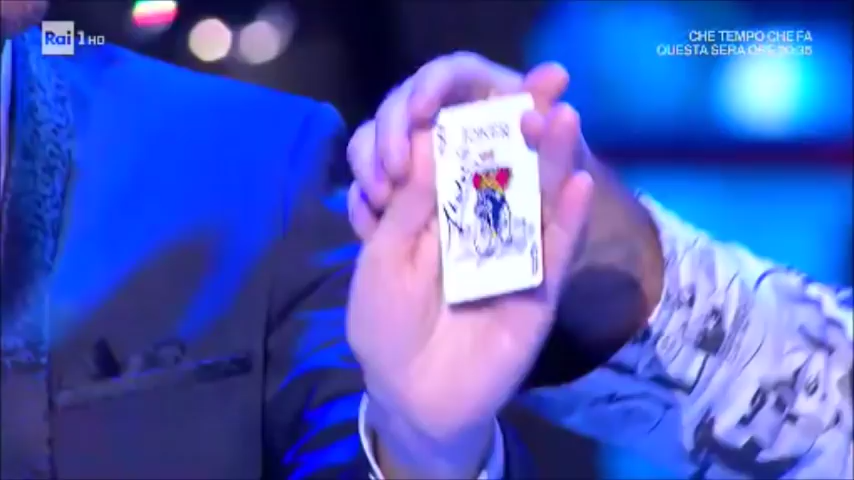 Rai 1 HD
CHE TEMPO CHE FA
QUESTA SERA ORE 20:35
JOKER